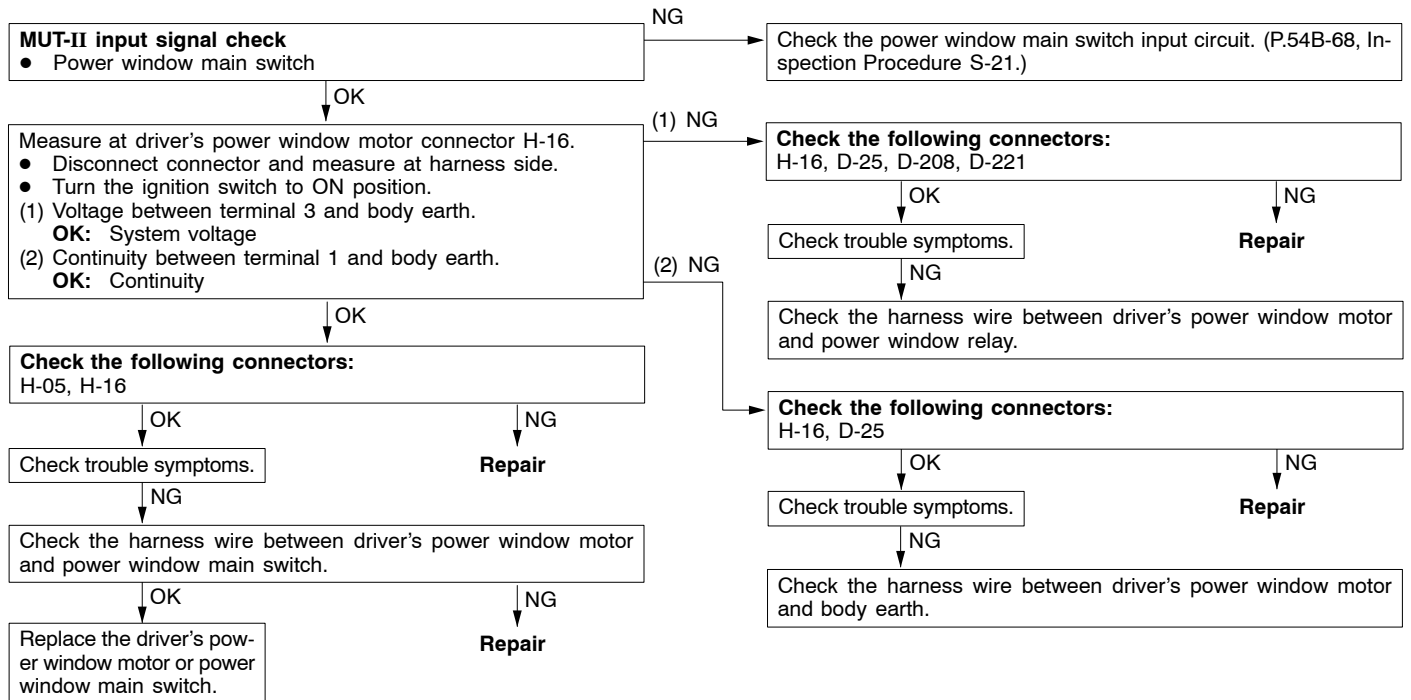 MUT-II input signal check
● Power window main switch
NG
Check the power window main switch input circuit. (P.54B-68, In-
spection Procedure S-21.)
OK
Measure at driver's power window motor connector H-16.
● Disconnect connector and measure at harness side.
● Turn the ignition switch to ON position.
(1) Voltage between terminal 3 and body earth.
OK: System voltage
(2) Continuity between terminal 1 and body earth.
OK: Continuity
(1) NG
Check the following connectors:
H-16, D-25, D-208, D-221
OK
NG
Check trouble symptoms.
Repair
NG
Check the harness wire between driver's power window motor
and power window relay.
(2) NG
Check the following connectors:
H-16, D-25
OK
NG
Check trouble symptoms.
Repair
NG
Check the harness wire between driver's power window motor
and body earth.
OK
Check the following connectors:
H-05, H-16
OK
NG
Check trouble symptoms.
Repair
NG
Check the harness wire between driver's power window motor
and power window main switch.
OK
NG
Replace the driver's pow-
er window motor or power
window main switch.
Repair